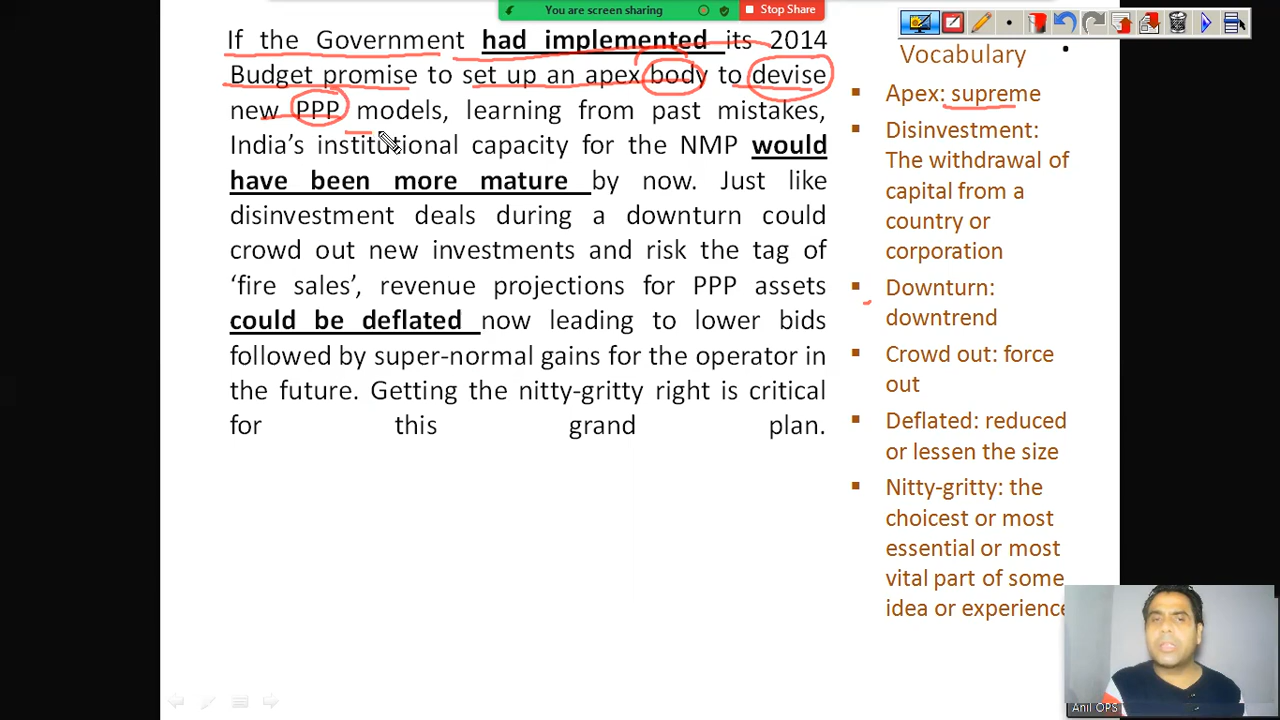 You are screen sharing
Stop Share
If the Government had implemented its 2014
Budget promise to set up an apex body to devise
new PPP models, learning from past mistakes,
India's institutional capacity for the NMP would
have been more mature by now. Just like
disinvestment deals during a downturn could
crowd out new investments and risk the tag of
‘fire sales’, revenue projections for PPP assets
could be deflated now leading to lower bids
followed by super-normal gains for the operator in
the future. Getting the nitty-gritty right is critical
for this grand plan.
Vocabulary
Apex: supreme
Disinvestment:
The withdrawal of
capital from a
country or
corporation
Downturn:
downtrend
Crowd out: force
out
Deflated: reduced
or lessen the size
Nitty-gritty: the
choicest or most
essential or most
vital part of some
idea or experience
Anil OPS